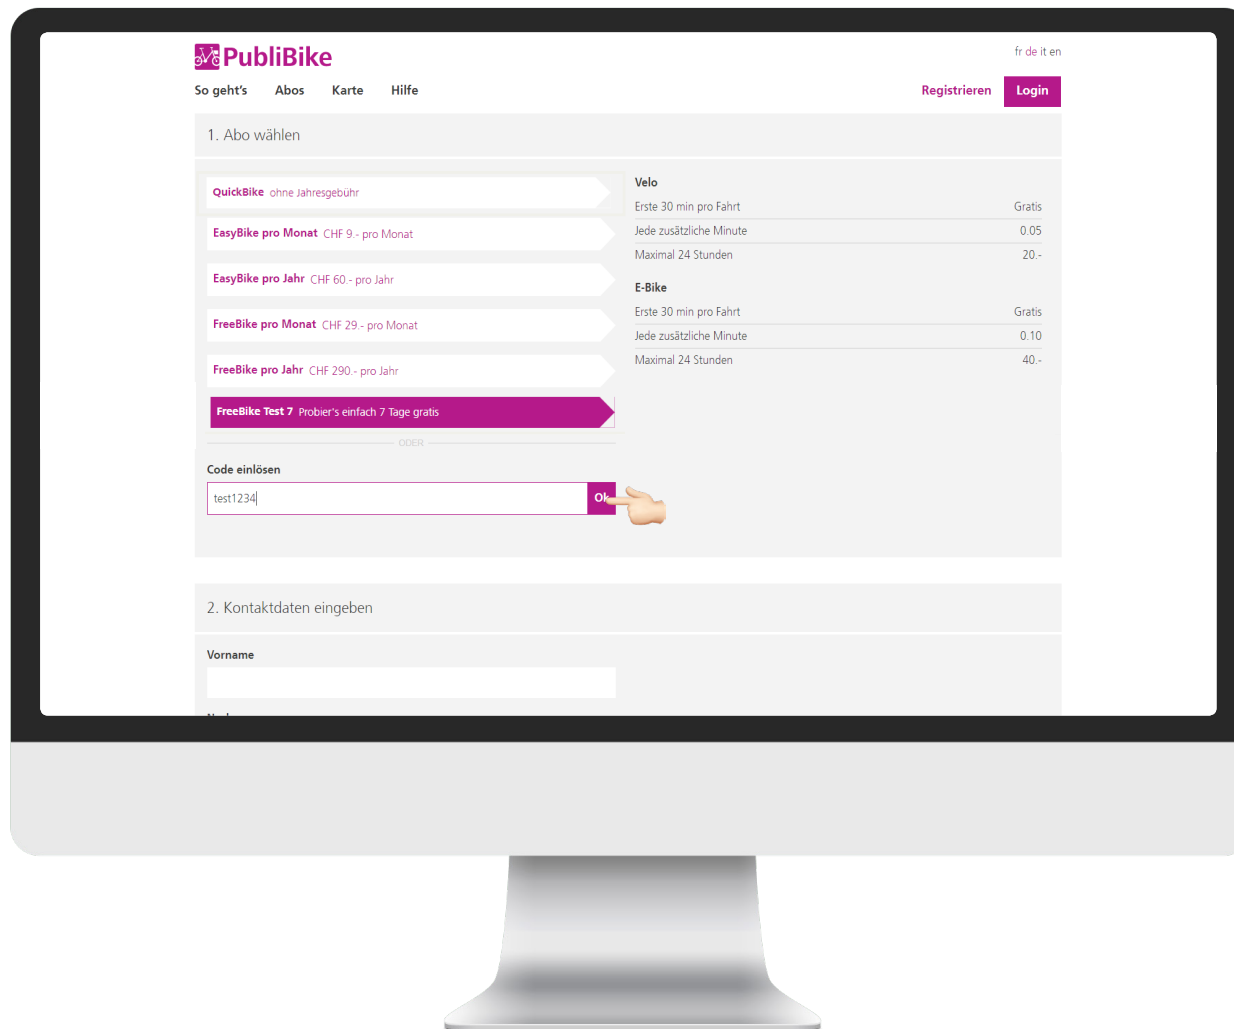 PubliBike
fr de it en
So geht's Abos Karte Hilfe
Registrieren Login
1. Abo wählen
QuickBike ohne Jahresgebühr
EasyBike pro Monat CHF 9.- pro Monat
EasyBike pro Jahr CHF 60.- pro Jahr
FreeBike pro Monat CHF 29.- pro Monat
FreeBike pro Jahr CHF 290.- pro Jahr
FreeBike Test 7 Probier's einfach 7 Tage gratis
ODER
Code einlösen
test1234
Ok
Velo
Erste 30 min pro Fahrt Gratis
Jede zusätzliche Minute 0.05
Maximal 24 Stunden 20.-
E-Bike
Erste 30 min pro Fahrt Gratis
Jede zusätzliche Minute 0.10
Maximal 24 Stunden 40.-
2. Kontaktdaten eingeben
Vorname